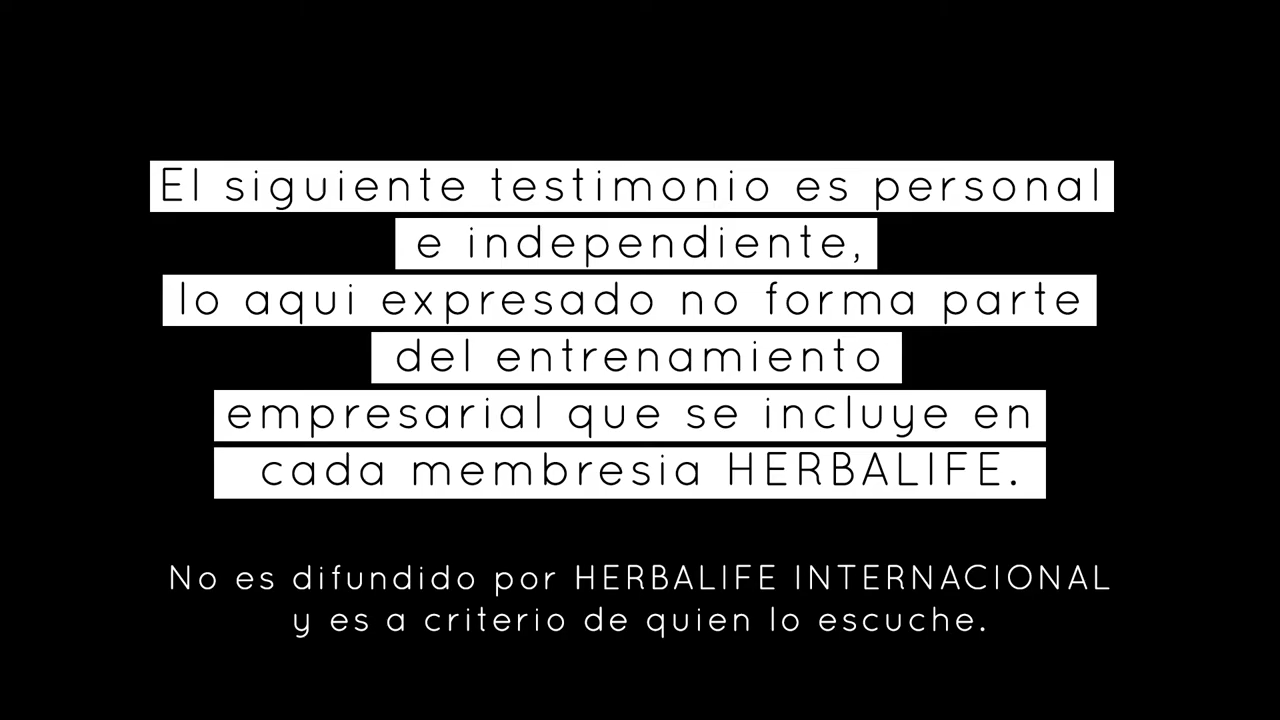 El siguiente testimonio es personal
e independiente,
lo aqui expresado no forma parte
del entrenamiento
empresarial que se incluye en
cada membresia HERBALIFE.
No es difundido por HERBALIFE INTERNACIONAL
y es a criterio de quien lo escuche.